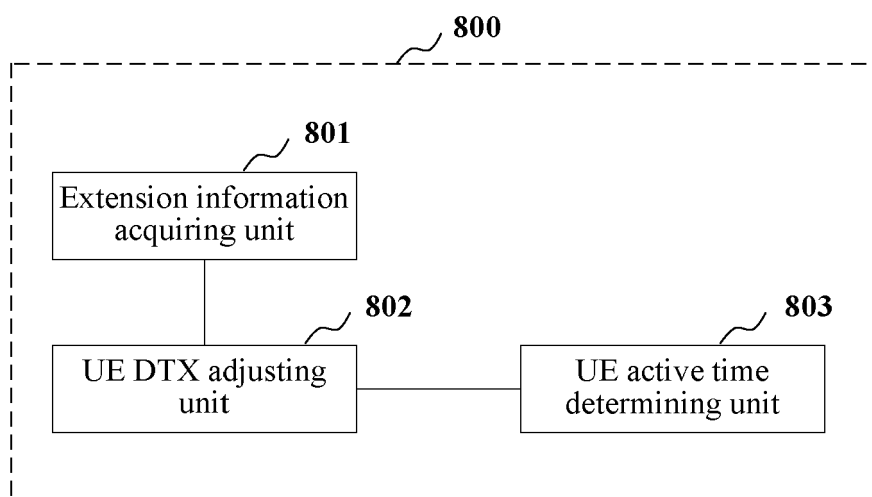 800
801
Extension information
acquiring unit
802
UE DTX adjusting
unit
803
UE active time
determining unit